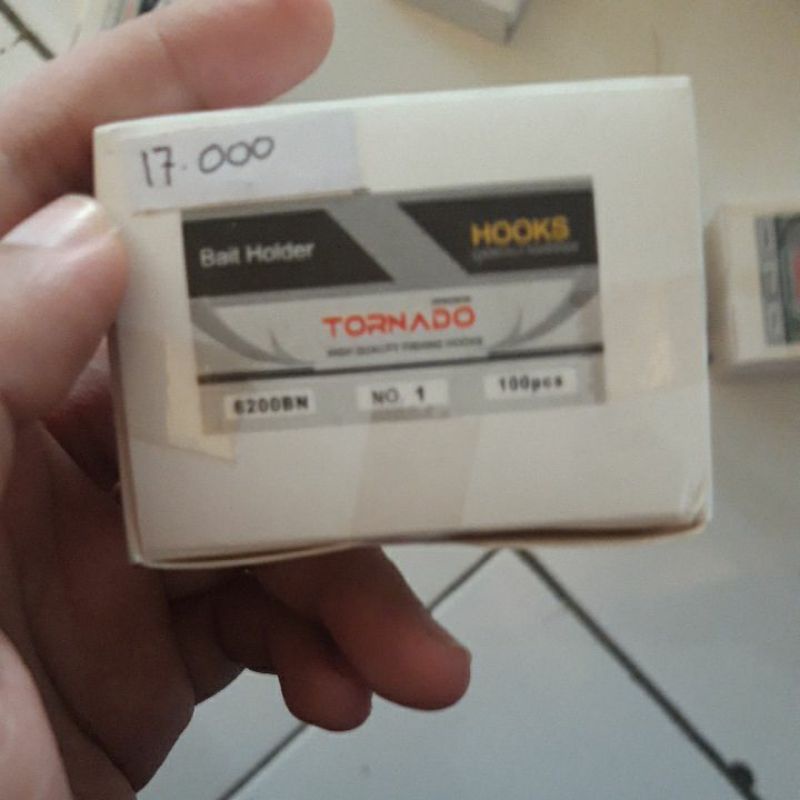 17.000
Bait Holder
HOOKS
TORNADO
HIGH QUALITY FISHING HOOKS
6200BN NO. 1 100pcs